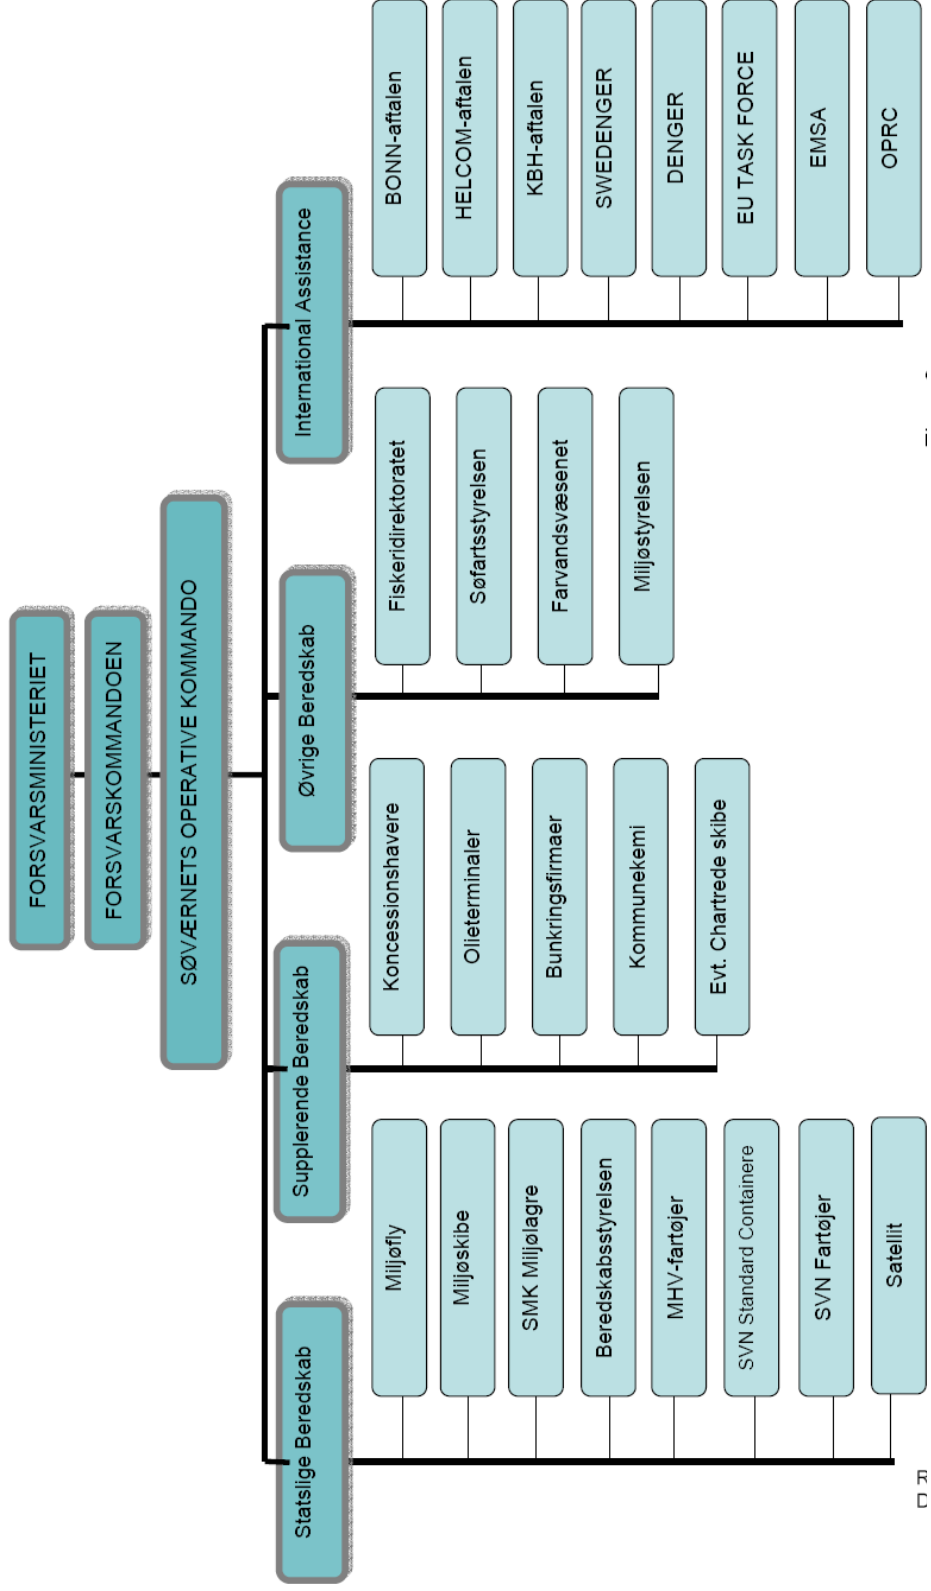 FORSVARSMINISTERIET
FORSVARSKOMMANDOEN
SØVÆRNETS OPERATIVE KOMMANDO
Statslige Beredskab
Miljøfly
Miljøskibe
SMK Miljølagre
Beredskabsstyrelsen
MHV-fartøjer
SVN Standard Containere
SVN Fartøjer
Satellit
Supplerende Beredskab
Koncessionshavere
Olieterminaler
Bunkringsfirmaer
Kommunekemi
Evt. Chartrede skibe
Øvrige Beredskab
Fiskeridirektoratet
Søfartsstyrelsen
Farvandsvæsenet
Miljøstyrelsen
International Assistance
BONN-aftalen
HELCOM-aftalen
KBH-aftalen
SWEDENGER
DENGER
EU TASK FORCE
EMSA
OPRC